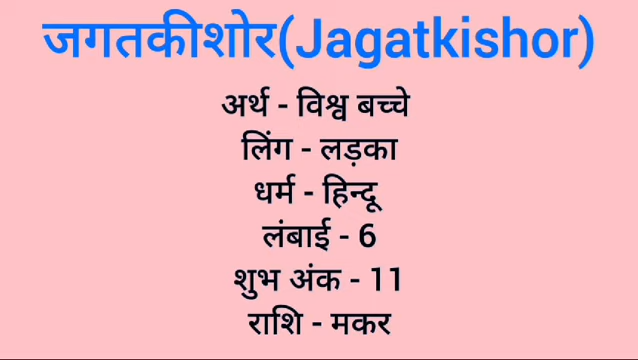 जगतकीशोर(Jagatkishor)
अर्थ - विश्व बच्चे
लिंग - लड़का
धर्म - हिन्दू
लंबाई - 6
शुभ अंक - 11
राशि - मकर